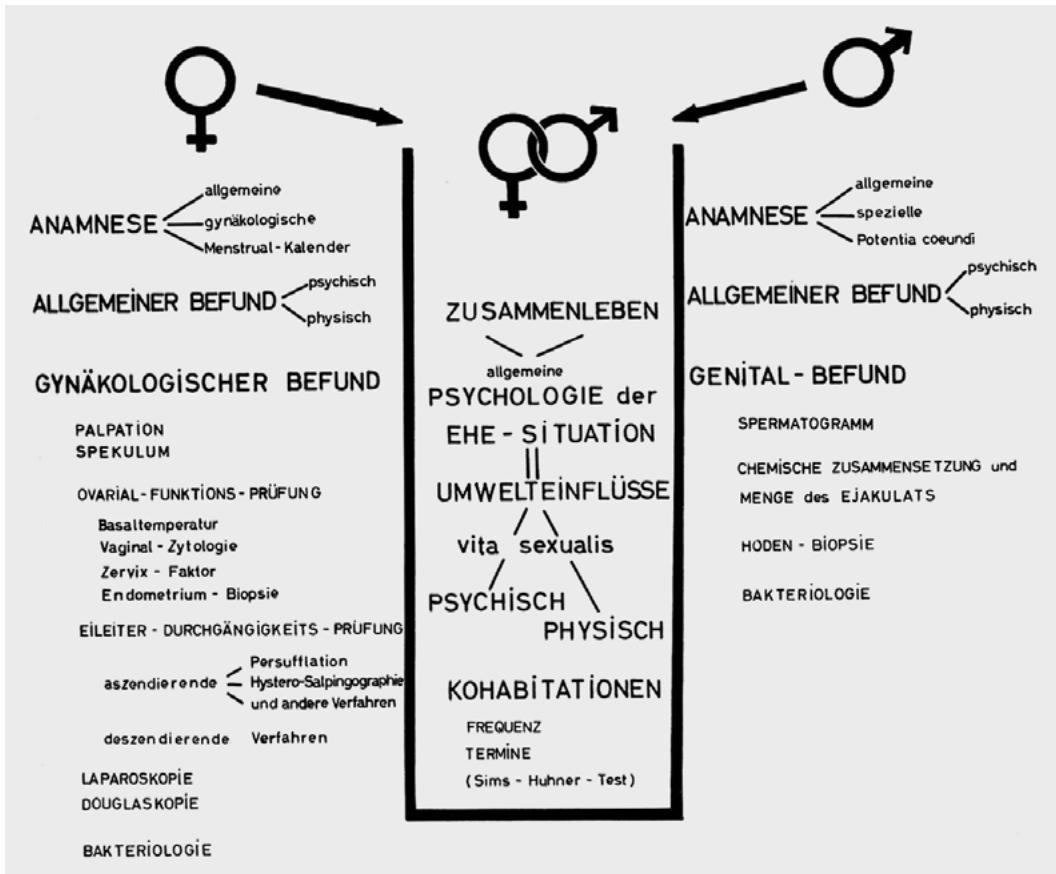 ANAMNESE
allgemeine
gynäkologische
Menstrual - Kalender
ALLGEMEINER BEFUND
psychisch
physisch
GYNÄKOLOGISCHER BEFUND
PALPATION
SPEKULUM
OVARIAL - FUNKTIONS - PRÜFUNG
Basaltemperatur
Vaginal - Zytologie
Zervix - Faktor
Endometrium - Biopsie
EILEITER - DURCHGÄNGIGKEITS - PRÜFUNG
aszendierende
Persufflation
Hystero-Salpingographie
und andere Verfahren
deszendierende Verfahren
LAPAROSKOPIE
DOUGLASKOPIE
BAKTERIOLOGIE
ZUSAMMENLEBEN
allgemeine
PSYCHOLOGIE der
EHE - SITUATION
UMWELTEINFLÜSSE
vita sexualis
PSYCHISCH
PHYSISCH
KOHABITATIONEN
FREQUENZ
TERMINE
(Sims - Huhner - Test)
ANAMNESE
allgemeine
spezielle
Potentia coeundi
ALLGEMEINER BEFUND
psychisch
physisch
GENITAL - BEFUND
SPERMATOGRAMM
CHEMISCHE ZUSAMMENSETZUNG und
MENGE des EJAKULATS
HODEN - BIOPSIE
BAKTERIOLOGIE